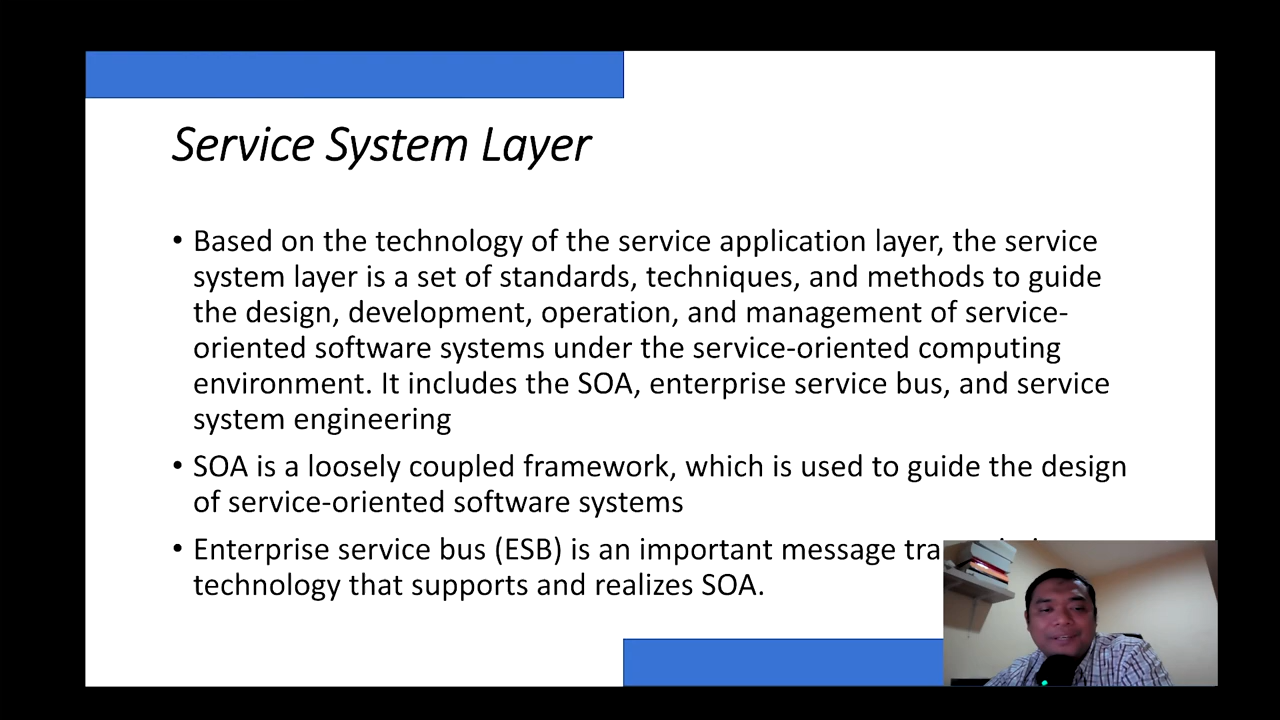 Service System Layer
• Based on the technology of the service application layer, the service
system layer is a set of standards, techniques, and methods to guide
the design, development, operation, and management of service-
oriented software systems under the service-oriented computing
environment. It includes the SOA, enterprise service bus, and service
system engineering
• SOA is a loosely coupled framework, which is used to guide the design
of service-oriented software systems
• Enterprise service bus (ESB) is an important message
technology that supports and realizes SOA.